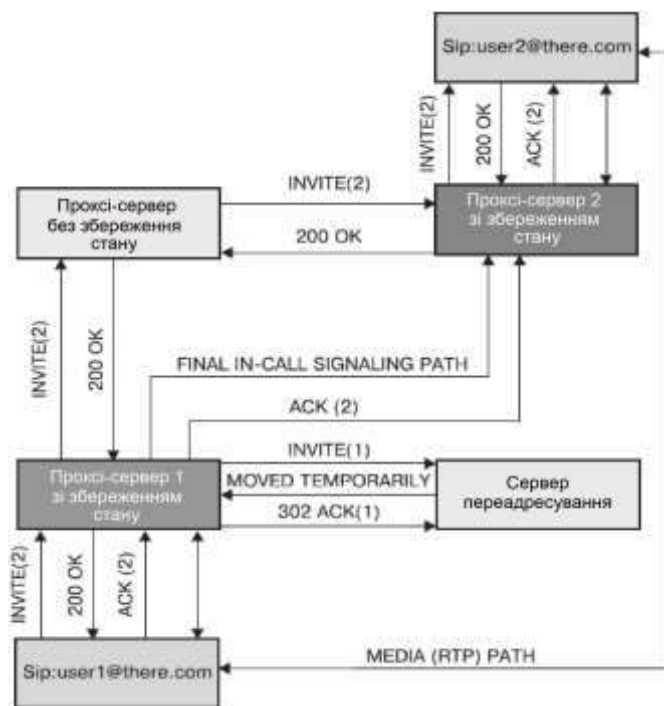 Sip:user2@there.com
INVITE(2)
200 OK
ACK (2)
Проксі-сервер
без збереження
стану
INVITE(2)
200 OK
Проксі-сервер 2
зі збереженням
стану
INVITE(2)
200 OK
FINAL IN-CALL SIGNALING PATH
ACK (2)
Проксі-сервер 1
зі збереженням
стану
INVITE(1)
MOVED TEMPORARILY
302 ACK(1)
Сервер
переадресування
INVITE(2)
200 OK
ACK (2)
Sip:user1@there.com
MEDIA (RTP) PATH